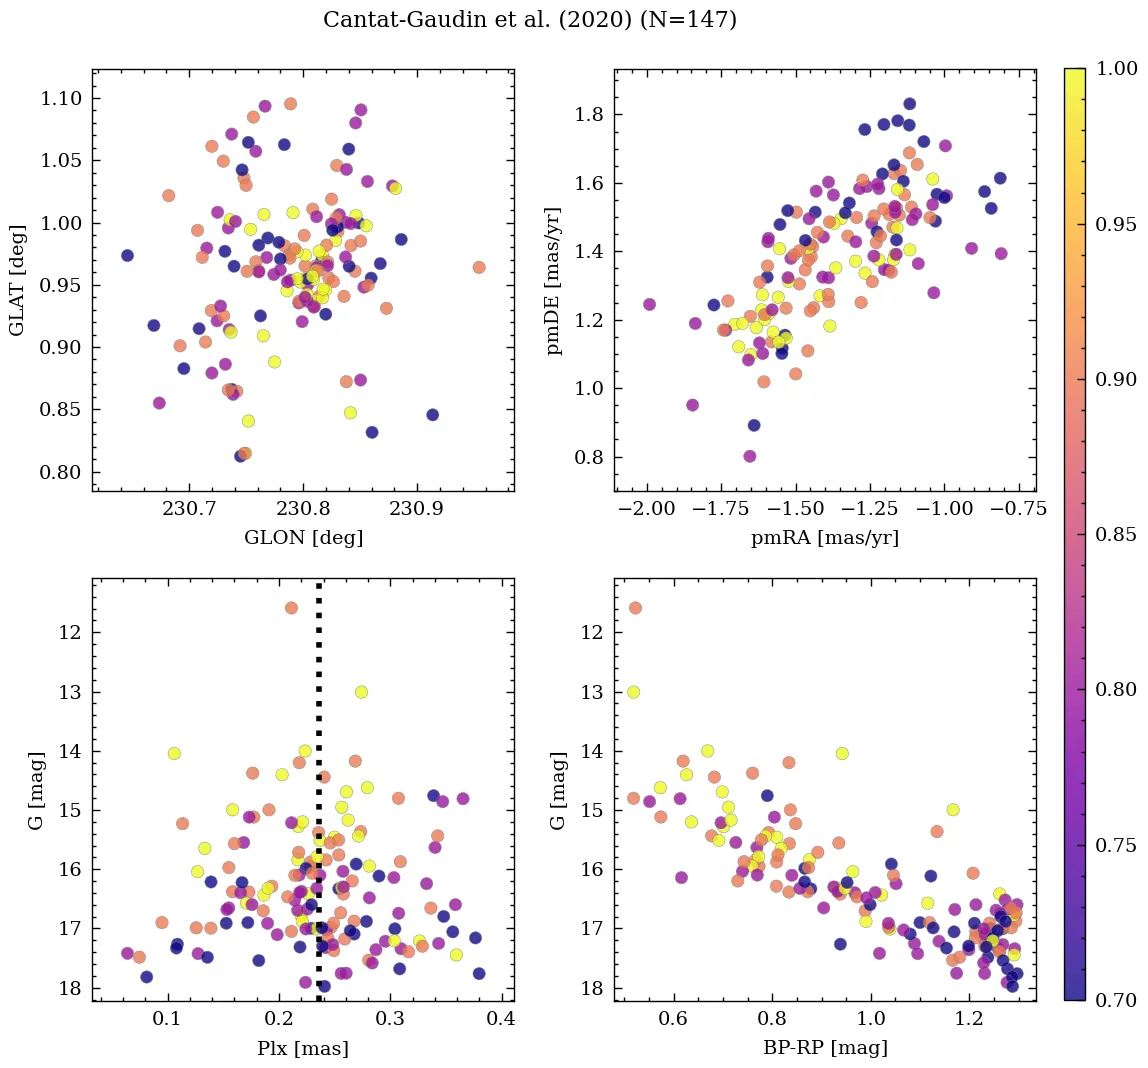 Cantat-Gaudin et al. (2020) (N=147)
GLAT [deg]
1.10
1.05
1.00
0.95
0.90
0.85
0.80
230.7 230.8 230.9
GLON [deg]
pmDE [mas/yr]
1.8
1.6
1.4
1.2
1.0
0.8
−2.00 −1.75 −1.50 −1.25 −1.00 −0.75
pmRA [mas/yr]
G [mag]
12
13
14
15
16
17
18
0.1 0.2 0.3 0.4
Plx [mas]
G [mag]
12
13
14
15
16
17
18
0.6 0.8 1.0 1.2
BP-RP [mag]
1.00
0.95
0.90
0.85
0.80
0.75
0.70